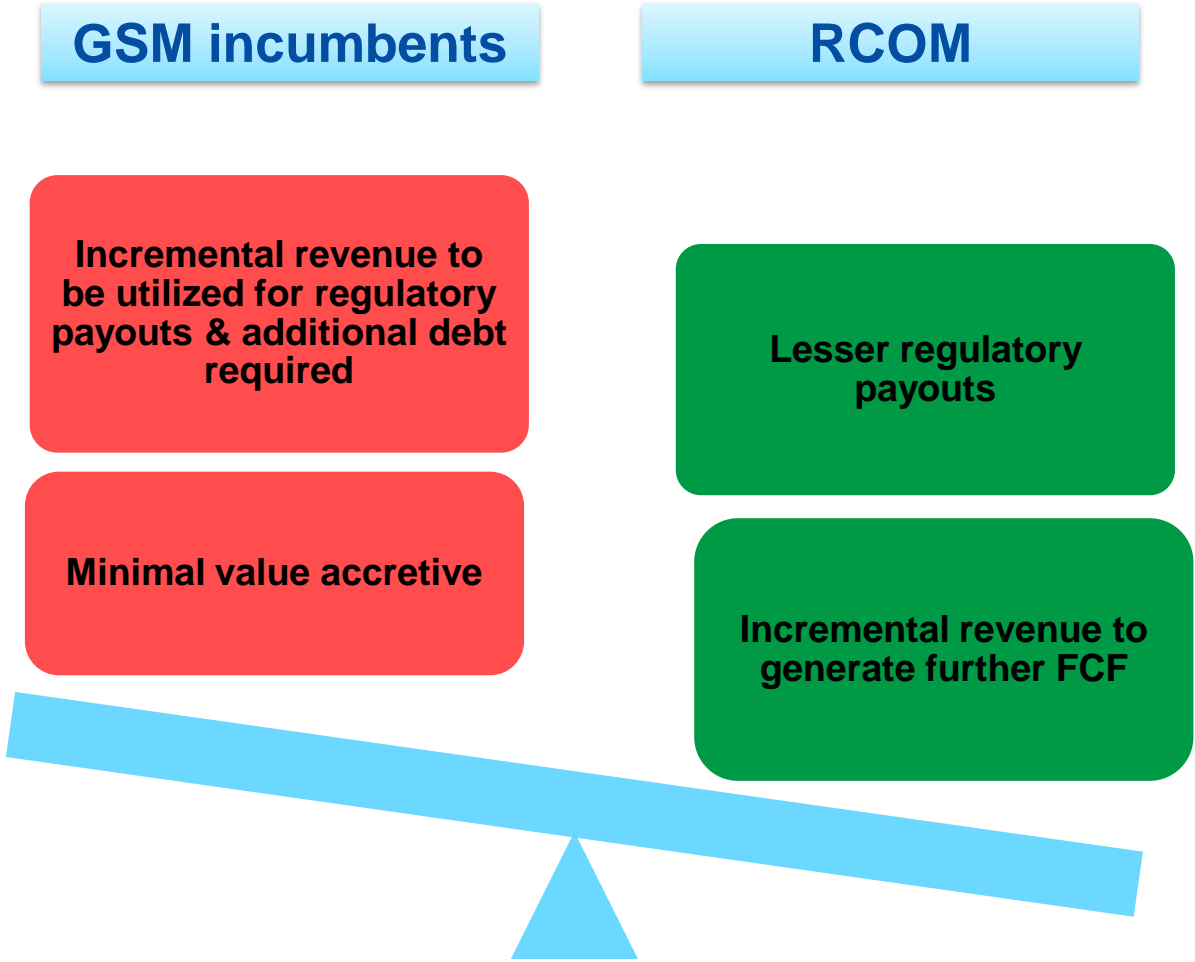 GSM incumbents
RCOM
Incremental revenue to
be utilized for regulatory
payouts & additional debt
required
Minimal value accretive
Lesser regulatory
payouts
Incremental revenue to
generate further FCF